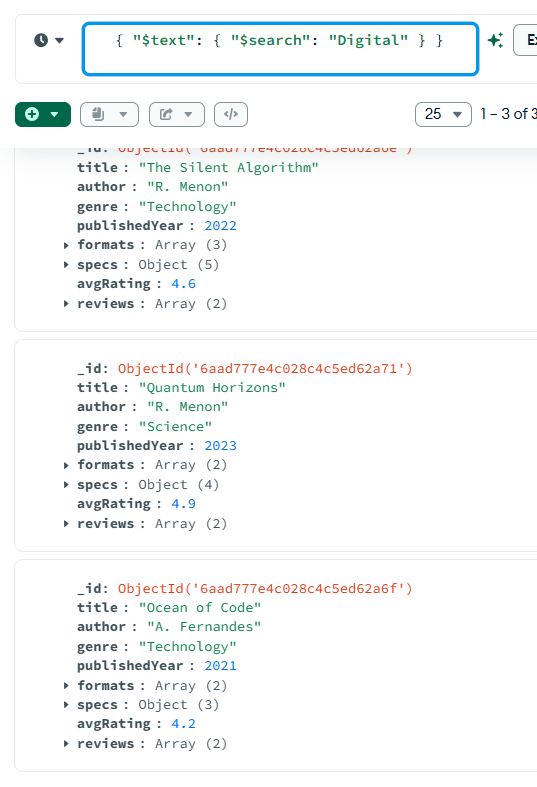 { "$text": { "$search": "Digital" } }
Ex
25
1 – 3 of 3
_id: ObjectId('6aad777e4c028c4c5ed62a6e')
title : "The Silent Algorithm"
author : "R. Menon"
genre : "Technology"
publishedYear : 2022
formats : Array (3)
specs : Object (5)
avgRating : 4.6
reviews : Array (2)
_id: ObjectId('6aad777e4c028c4c5ed62a71')
title : "Quantum Horizons"
author : "R. Menon"
genre : "Science"
publishedYear : 2023
formats : Array (2)
specs : Object (4)
avgRating : 4.9
reviews : Array (2)
_id: ObjectId('6aad777e4c028c4c5ed62a6f')
title : "Ocean of Code"
author : "A. Fernandes"
genre : "Technology"
publishedYear : 2021
formats : Array (2)
specs : Object (3)
avgRating : 4.2
reviews : Array (2)